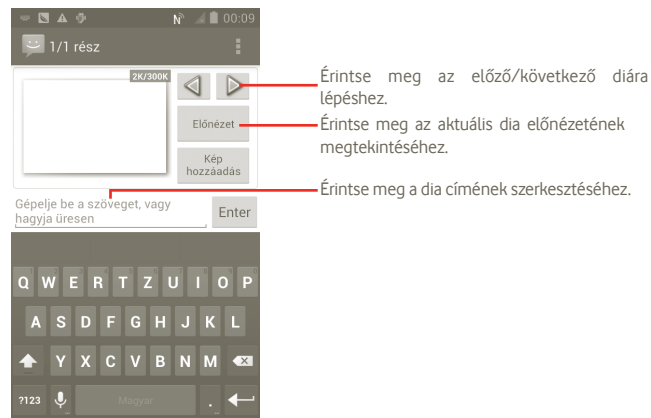 00:09
1/1 rész
2K/300K
Érintse meg az előző/következő diára
lépéshez.
Előnézet
Érintse meg az aktuális dia előnézetének
megtekintéséhez.
Kép
hozzáadás
Érintse meg a dia címének szerkesztéséhez.
Gépelje be a szöveget, vagy
hagyja üresen
Enter
Q W E R T Z U I O P
A S D F G H J K L
Y X C V B N M
?123 Magyar .